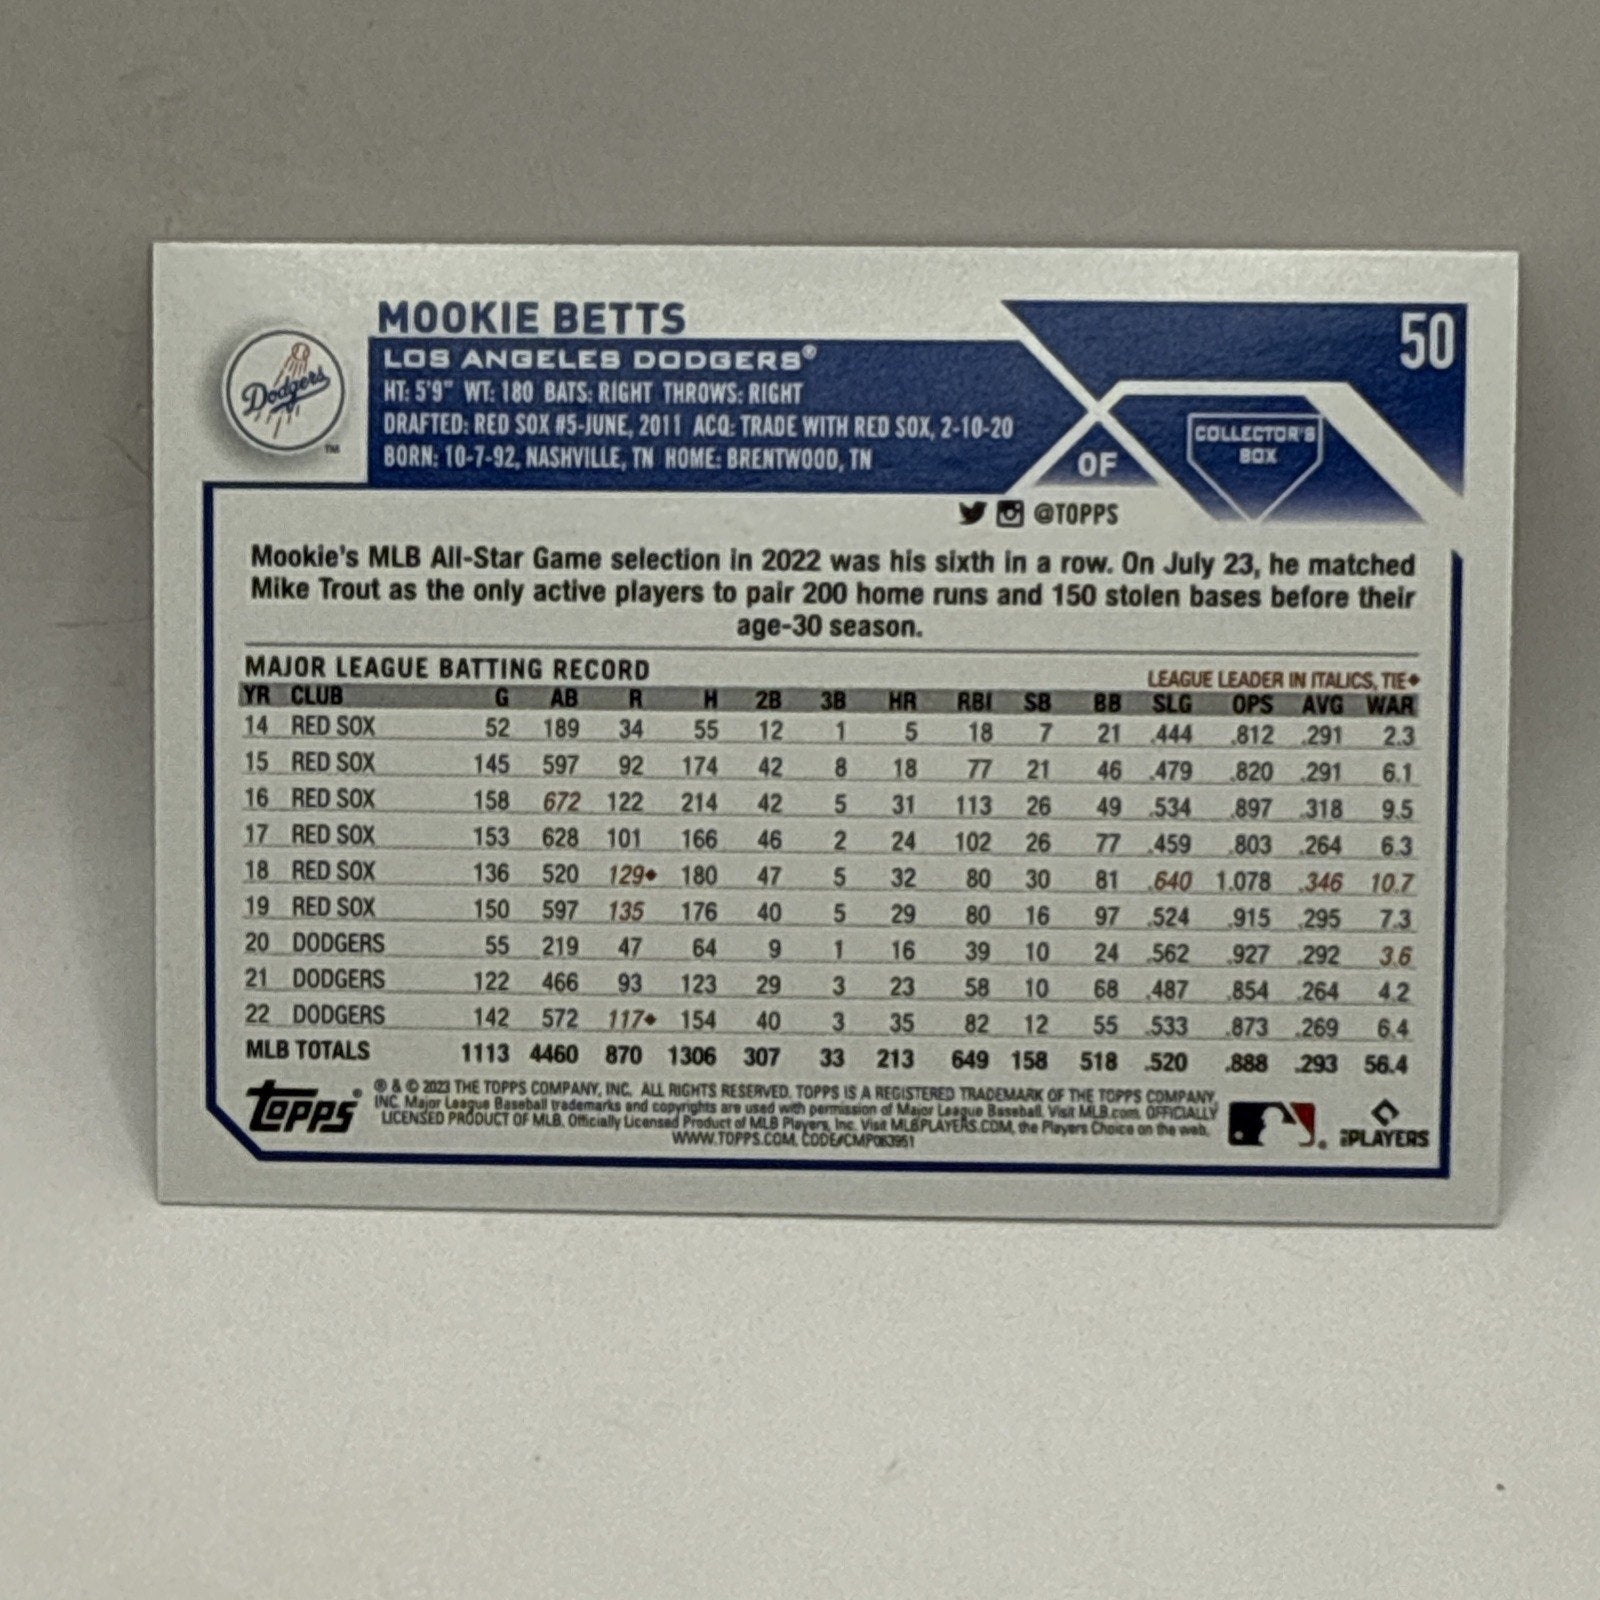 MOOKIE BETTS
50
LOS ANGELES DODGERS®
HT: 5'9" WT: 180 BATS: RIGHT THROWS: RIGHT
DRAFTED: RED SOX #5-JUNE, 2011 ACQ: TRADE WITH RED SOX, 2-10-20
BORN: 10-7-92, NASHVILLE, TN HOME: BRENTWOOD, TN
Dodgers
TM
OF
COLLECTOR'S
BOX
@TOPPS
Mookie's MLB All-Star Game selection in 2022 was his sixth in a row. On July 23, he matched
Mike Trout as the only active players to pair 200 home runs and 150 stolen bases before their
age-30 season.
MAJOR LEAGUE BATTING RECORD
LEAGUE LEADER IN ITALICS, TIE◆
YR CLUB G AB R H 2B 3B HR RBI SB BB SLG OPS AVG WAR
14 RED SOX 52 189 34 55 12 1 5 18 7 21 .444 .812 .291 2.3
15 RED SOX 145 597 92 174 42 8 18 77 21 46 .479 .820 .291 6.1
16 RED SOX 158 672 122 214 42 5 31 113 26 49 .534 .897 .318 9.5
17 RED SOX 153 628 101 166 46 2 24 102 26 77 .459 .803 .264 6.3
18 RED SOX 136 520 129◆ 180 47 5 32 80 30 81 .640 1.078 .346 10.7
19 RED SOX 150 597 135 176 40 5 29 80 16 97 .524 .915 .295 7.3
20 DODGERS 55 219 47 64 9 1 16 39 10 24 .562 .927 .292 3.6
21 DODGERS 122 466 93 123 29 3 23 58 10 68 .487 .854 .264 4.2
22 DODGERS 142 572 117◆ 154 40 3 35 82 12 55 .533 .873 .269 6.4
MLB TOTALS 1113 4460 870 1306 307 33 213 649 158 518 .520 .888 .293 56.4
topps®
® & © 2023 THE TOPPS COMPANY, INC. ALL RIGHTS RESERVED. TOPPS IS A REGISTERED TRADEMARK OF THE TOPPS COMPANY,
INC. Major League Baseball trademarks and copyrights are used with permission of Major League Baseball. Visit MLB.com. OFFICIALLY
LICENSED PRODUCT OF MLB. Officially Licensed Product of MLB Players, Inc. Visit MLBPLAYERS.COM, the Players Choice on the web.
WWW.TOPPS.COM. CODE#CMP083951
PLAYERS